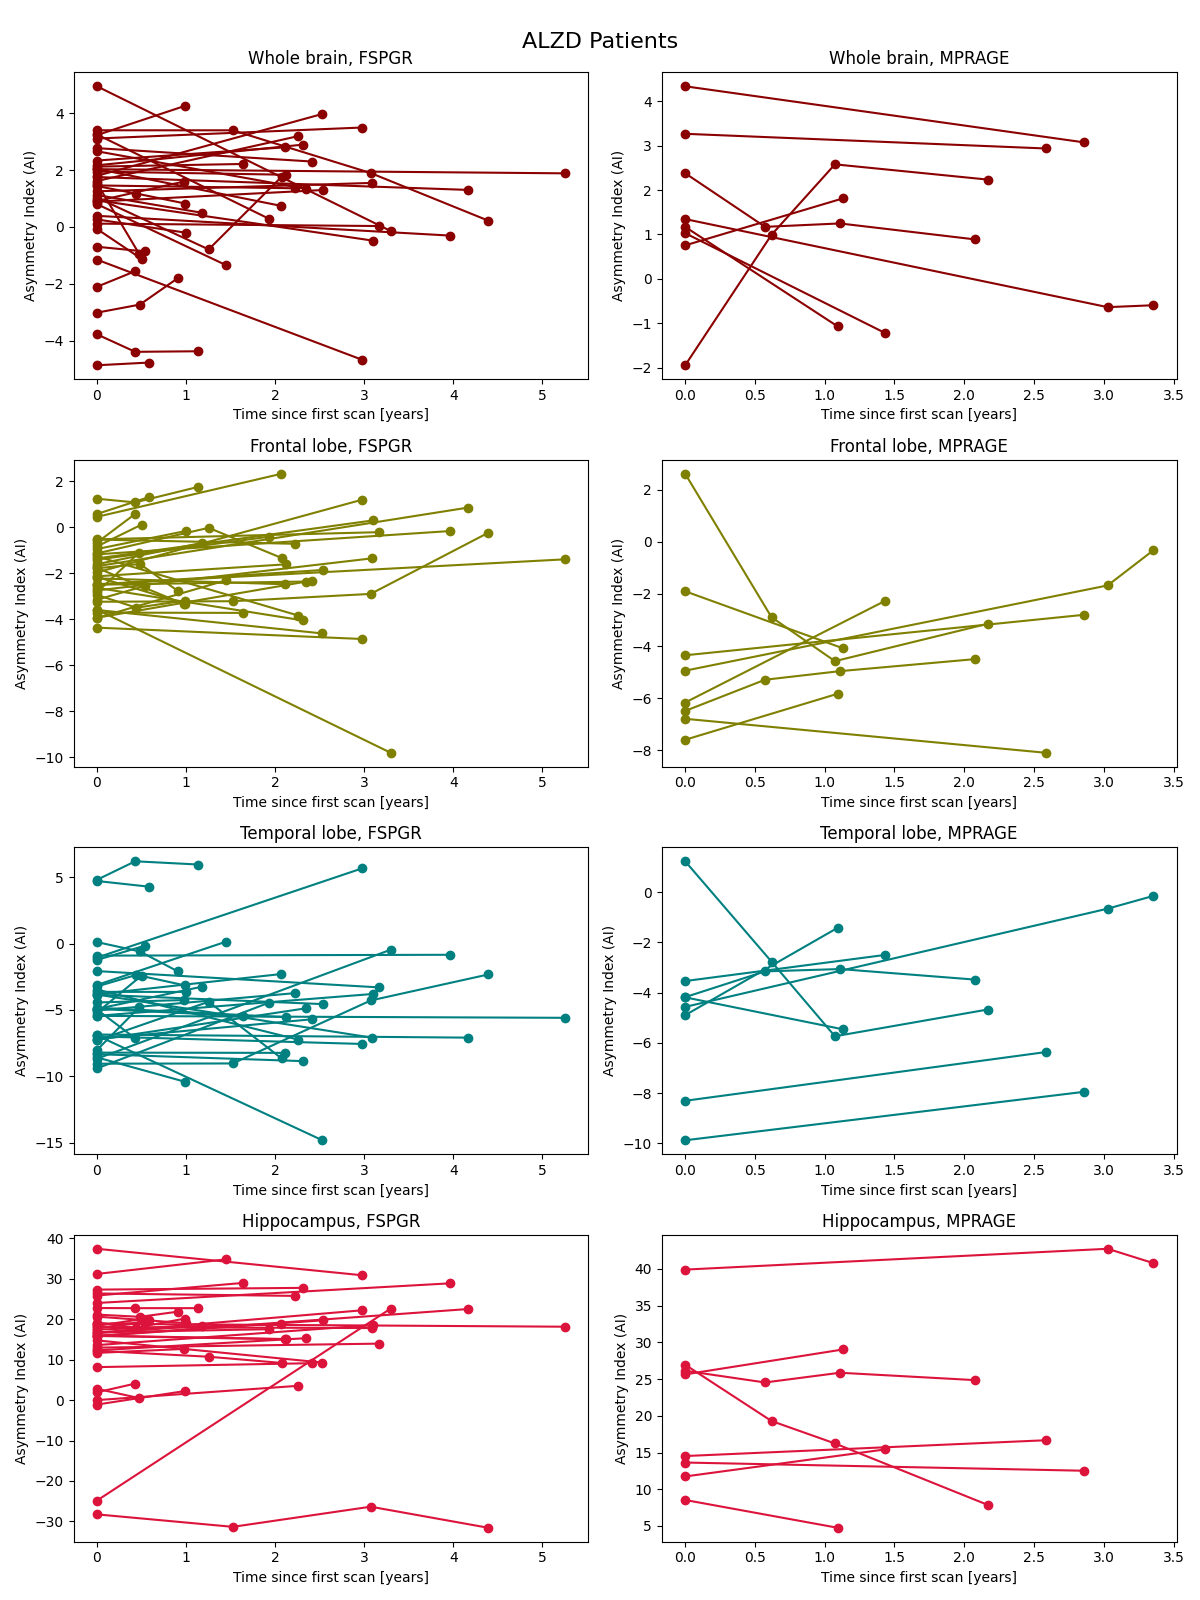 ALZD Patients
Whole brain, FSPGR
Asymmetry Index (AI)
4
2
0
−2
−4
0 1 2 3 4 5
Time since first scan [years]
Whole brain, MPRAGE
Asymmetry Index (AI)
4
3
2
1
0
−1
−2
0.0 0.5 1.0 1.5 2.0 2.5 3.0 3.5
Time since first scan [years]
Frontal lobe, FSPGR
Asymmetry Index (AI)
2
0
−2
−4
−6
−8
−10
0 1 2 3 4 5
Time since first scan [years]
Frontal lobe, MPRAGE
Asymmetry Index (AI)
2
0
−2
−4
−6
−8
0.0 0.5 1.0 1.5 2.0 2.5 3.0 3.5
Time since first scan [years]
Temporal lobe, FSPGR
Asymmetry Index (AI)
5
0
−5
−10
−15
0 1 2 3 4 5
Time since first scan [years]
Temporal lobe, MPRAGE
Asymmetry Index (AI)
0
−2
−4
−6
−8
−10
0.0 0.5 1.0 1.5 2.0 2.5 3.0 3.5
Time since first scan [years]
Hippocampus, FSPGR
Asymmetry Index (AI)
40
30
20
10
0
−10
−20
−30
0 1 2 3 4 5
Time since first scan [years]
Hippocampus, MPRAGE
Asymmetry Index (AI)
40
35
30
25
20
15
10
5
0.0 0.5 1.0 1.5 2.0 2.5 3.0 3.5
Time since first scan [years]